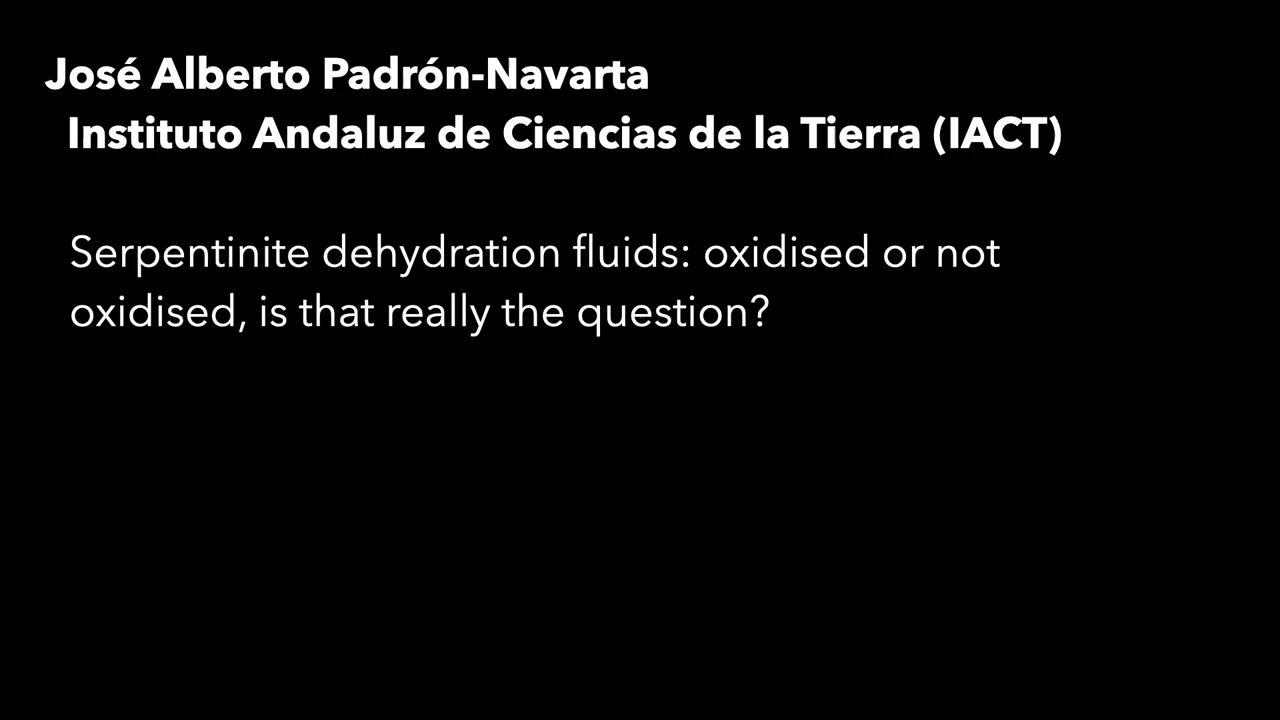 José Alberto Padrón-Navarta
Instituto Andaluz de Ciencias de la Tierra (IACT)
Serpentinite dehydration fluids: oxidised or not
oxidised, is that really the question?